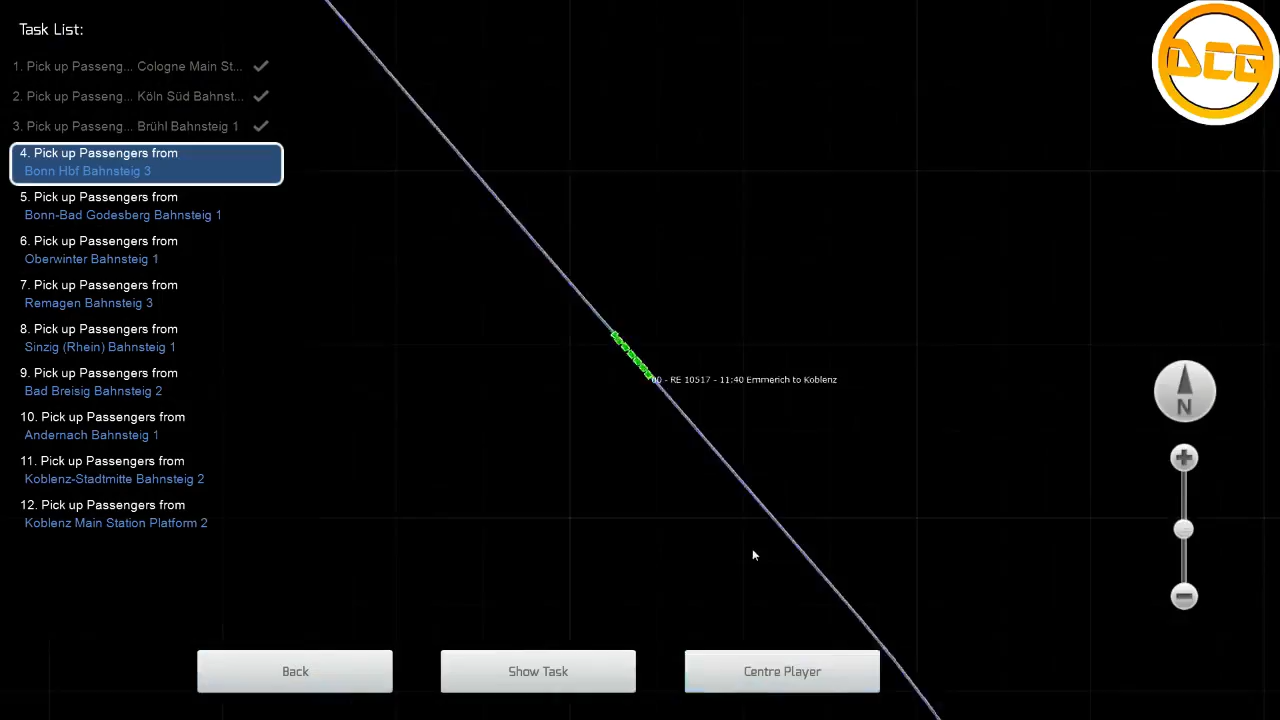 Task List:
1. Pick up Passeng... Cologne Main St...
2. Pick up Passeng... Köln Süd Bahnst...
3. Pick up Passeng... Brühl Bahnsteig 1
4. Pick up Passengers from
Bonn Hbf Bahnsteig 3
5. Pick up Passengers from
Bonn-Bad Godesberg Bahnsteig 1
6. Pick up Passengers from
Oberwinter Bahnsteig 1
7. Pick up Passengers from
Remagen Bahnsteig 3
8. Pick up Passengers from
Sinzig (Rhein) Bahnsteig 1
9. Pick up Passengers from
Bad Breisig Bahnsteig 2
10. Pick up Passengers from
Andernach Bahnsteig 1
11. Pick up Passengers from
Koblenz-Stadtmitte Bahnsteig 2
12. Pick up Passengers from
Koblenz Main Station Platform 2
- RE 10517 - 11:40 Emmerich to Koblenz
DCG
N
Back
Show Task
Centre Player